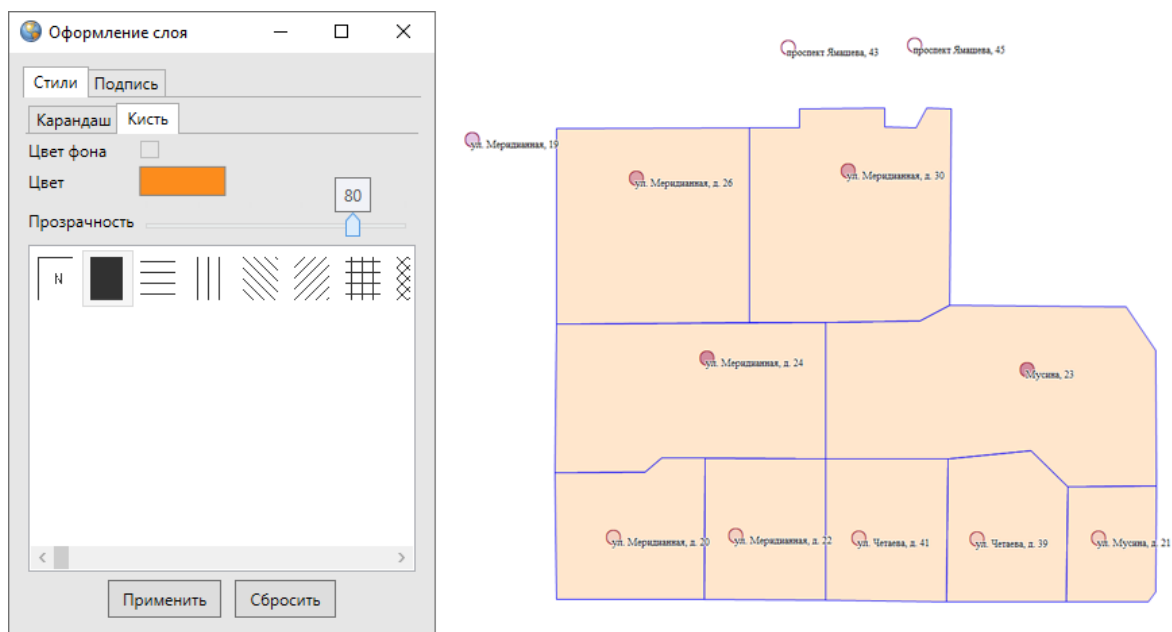 Оформление слоя
Стили Подпись
Карандаш Кисть
Цвет фона
Цвет
80
Прозрачность
N
Применить Сбросить
проспект Ямашева, 43
проспект Ямашева, 45
ул. Меридианная, 19
ул. Меридианная, д. 26
ул. Меридианная, д. 30
ул. Меридианная, д. 24
Мусина, 23
ул. Меридианная, д. 20
ул. Меридианная, д. 22
ул. Четаева, д. 41
ул. Четаева, д. 39
ул. Мусина, д. 21